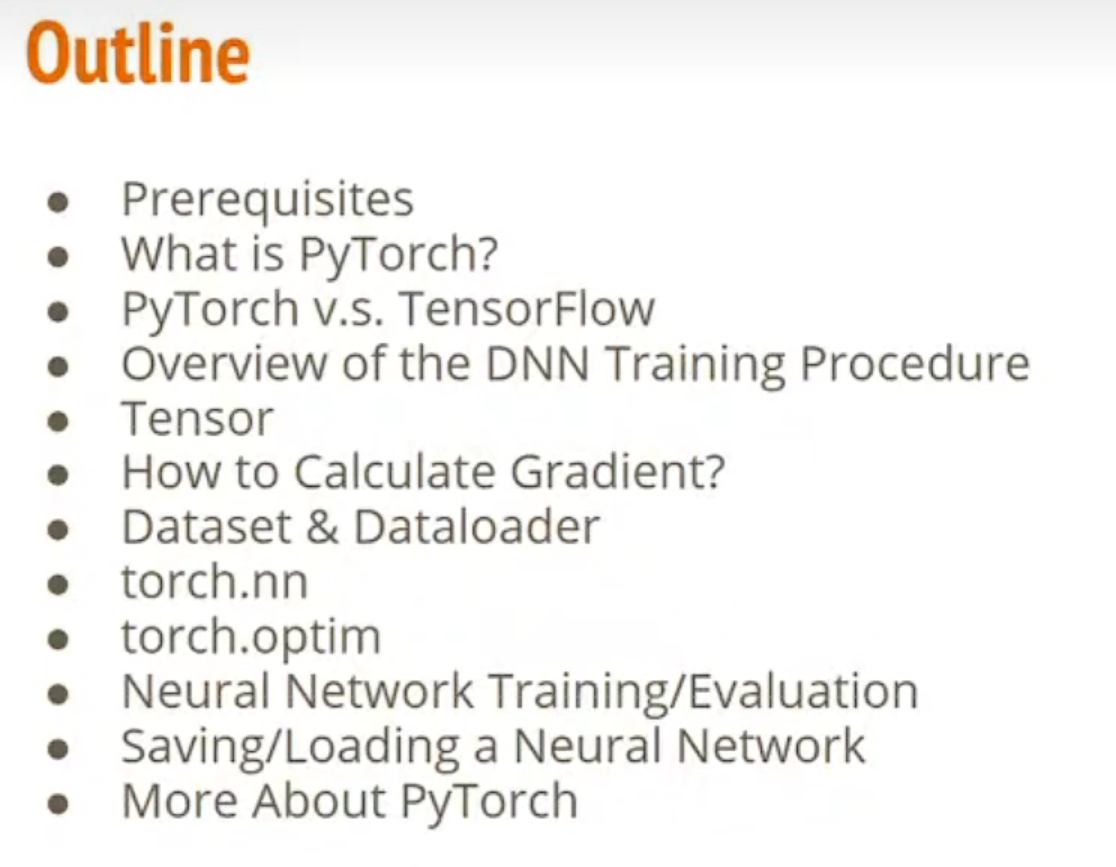 Outline
● Prerequisites
● What is PyTorch?
● PyTorch v.s. TensorFlow
● Overview of the DNN Training Procedure
● Tensor
● How to Calculate Gradient?
● Dataset & Dataloader
● torch.nn
● torch.optim
● Neural Network Training/Evaluation
● Saving/Loading a Neural Network
● More About PyTorch